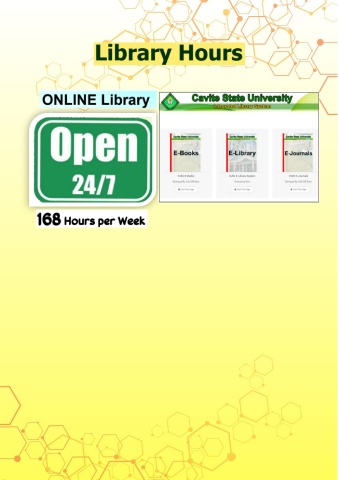 Library Hours
ONLINE Library
Open
24/7
168 Hours per Week
Cavite State University
E-Books
E-Library
E-Journals